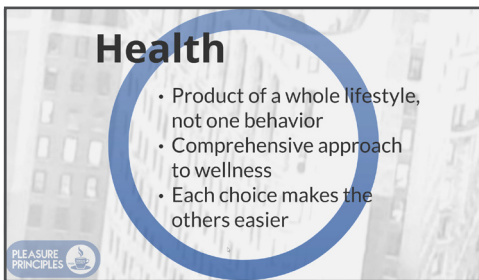 Health
• Product of a whole lifestyle,
not one behavior
• Comprehensive approach
to wellness
• Each choice makes the
others easier
PLEASURE
PRINCIPLES